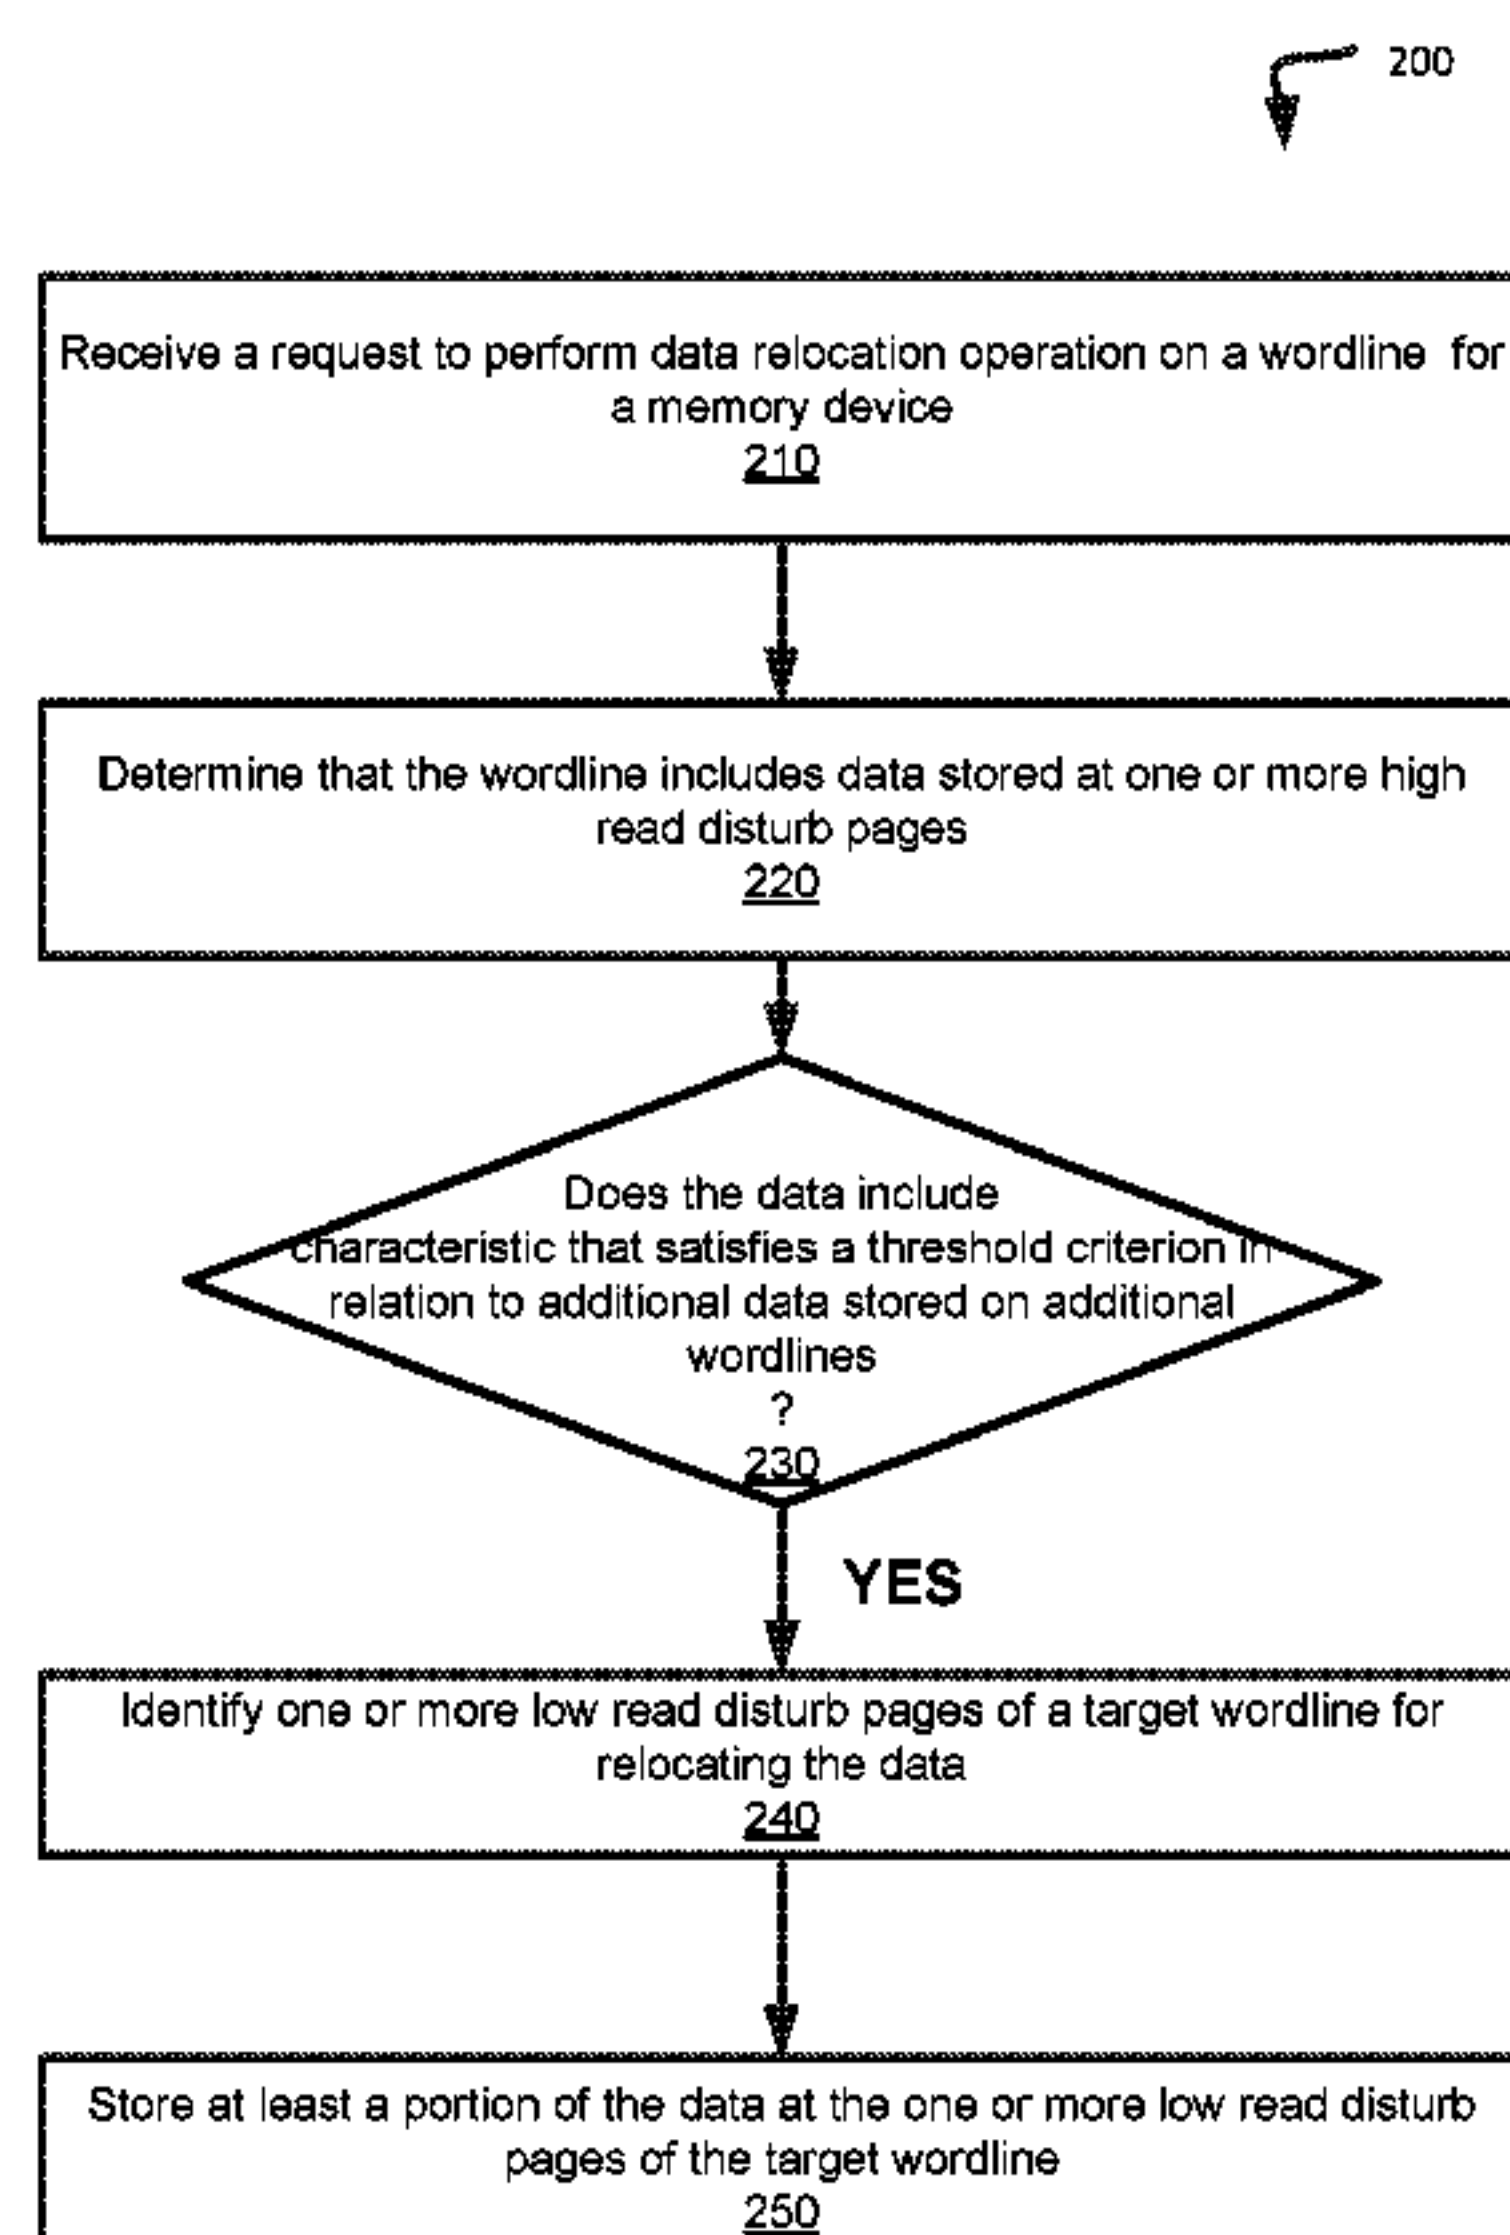 200
Receive a request to perform data relocation operation on a wordline for
a memory device
210
Determine that the wordline includes data stored at one or more high
read disturb pages
220
Does the data include
characteristic that satisfies a threshold criterion in
relation to additional data stored on additional
wordlines
?
230
YES
Identify one or more low read disturb pages of a target wordline for
relocating the data
240
Store at least a portion of the data at the one or more low read disturb
pages of the target wordline
250